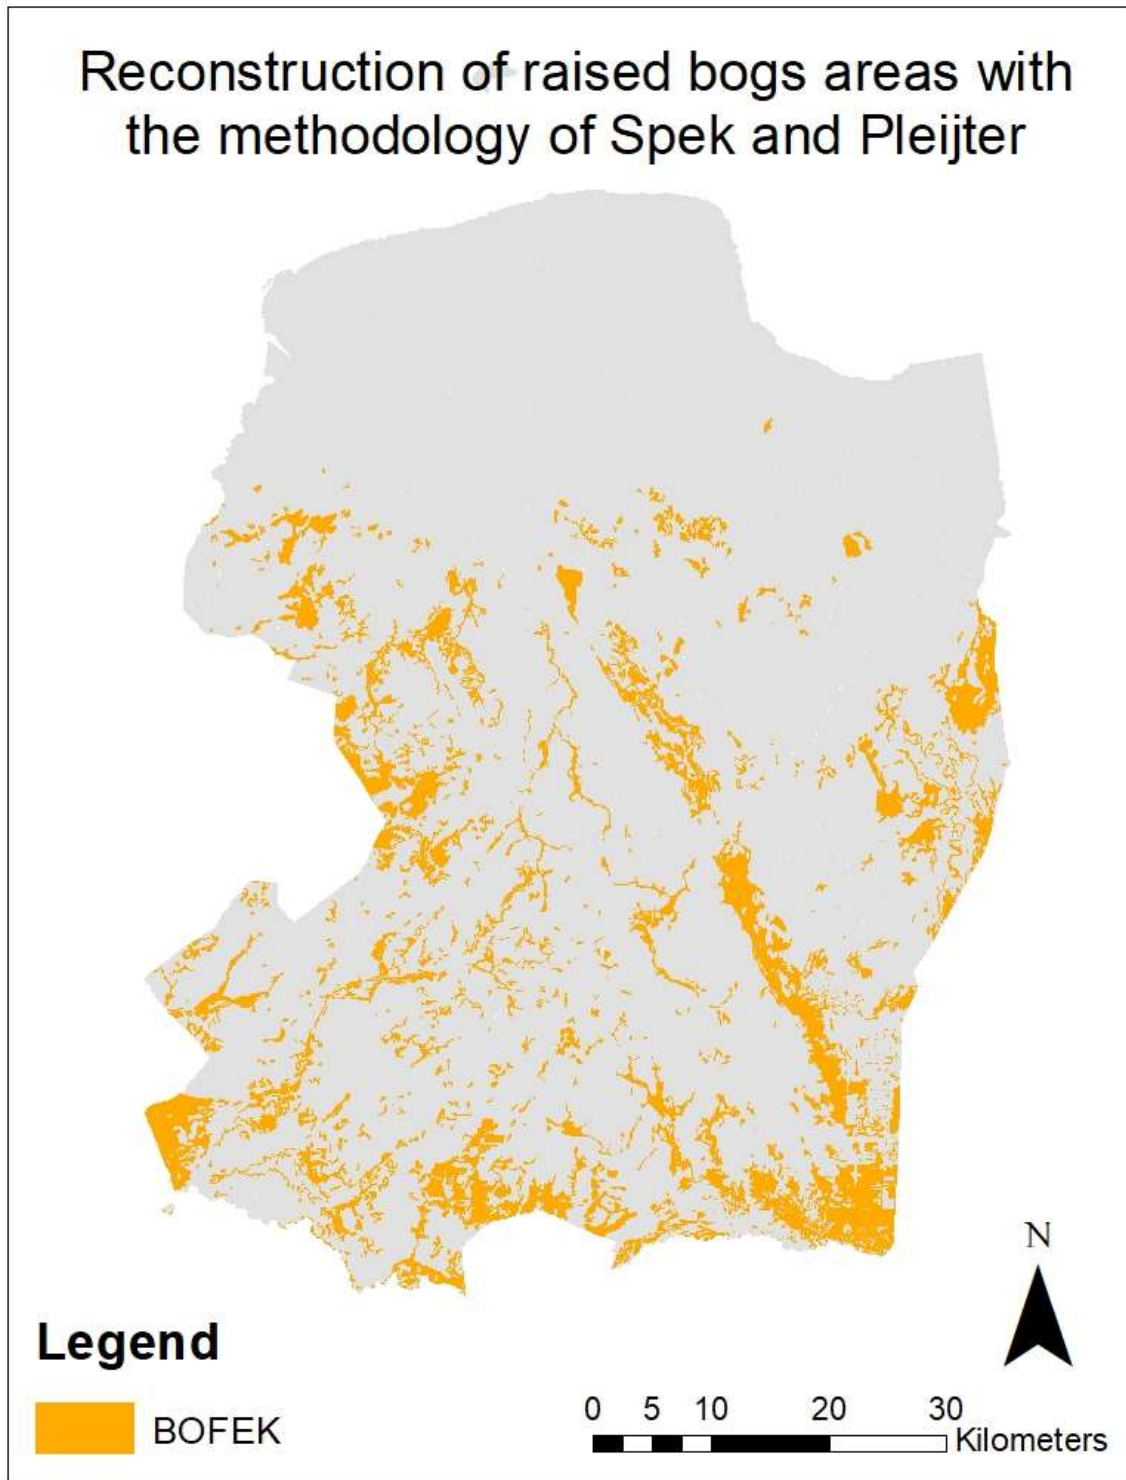 Reconstruction of raised bogs areas with
the methodology of Spek and Pleijter
N
Legend
BOFEK
0 5 10 20 30
Kilometers